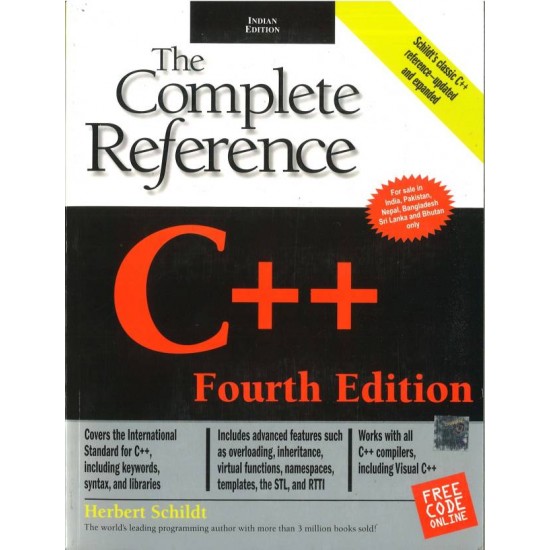 INDIAN
EDITION
The
Complete
Reference
Schildt's classic C++
reference—updated
and expanded
For sale in
India, Pakistan,
Nepal, Bangladesh
Sri Lanka and Bhutan
only
C++
Fourth Edition
Covers the International
Standard for C++,
including keywords,
syntax, and libraries
Includes advanced features such
as overloading, inheritance,
virtual functions, namespaces,
templates, the STL, and RTTI
Works with all
C++ compilers,
including Visual C++
FREE
CODE
ONLINE
Herbert Schildt
The world's leading programming author with more than 3 million books sold!